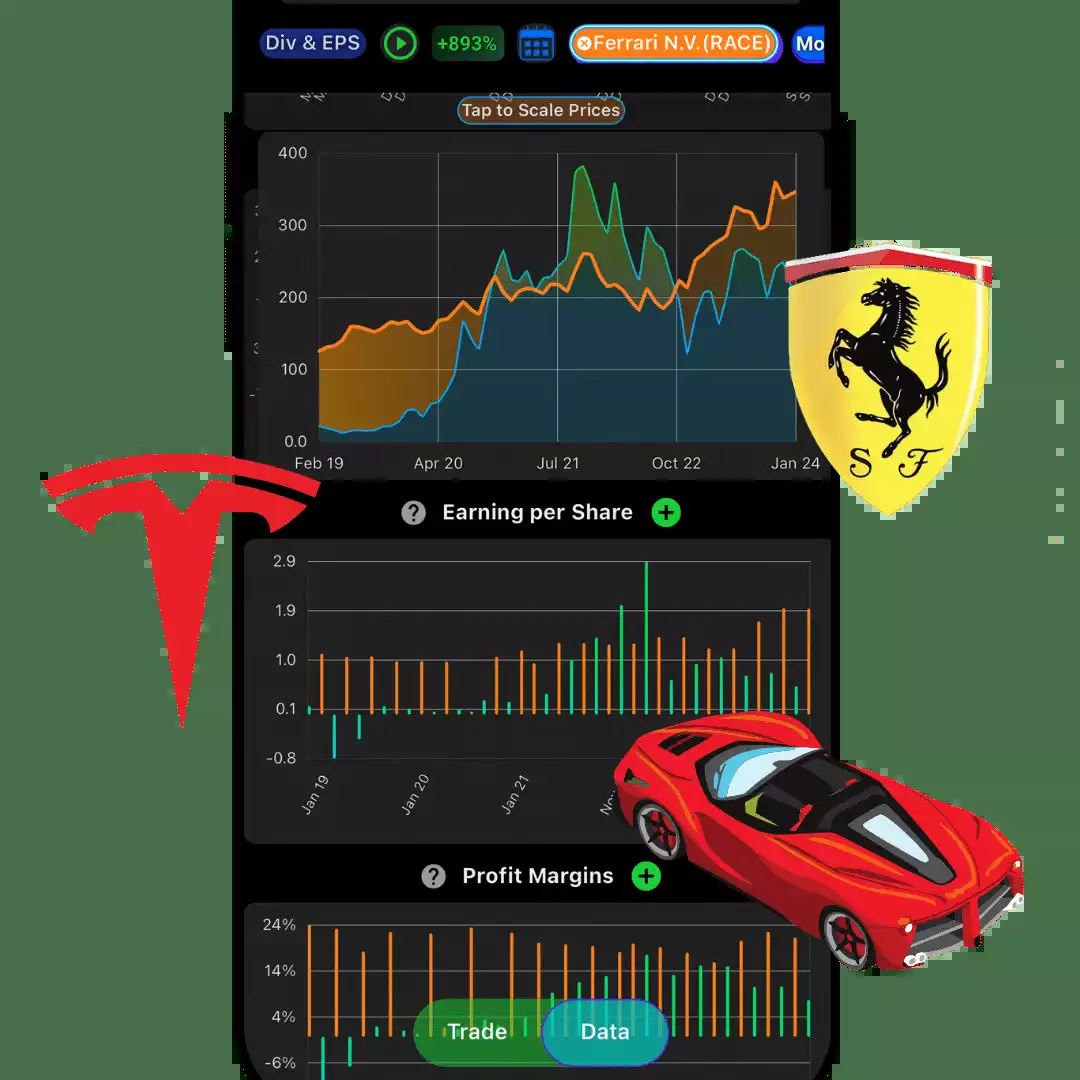 Div & EPS
+893%
Ferrari N.V.(RACE)
Mo
Tap to Scale Prices
400
300
200
100
0.0
Feb 19
Apr 20
Jul 21
Oct 22
Jan 24
S F
? Earning per Share +
2.9
1.9
1.0
0.1
-0.8
Jan 19
Jan 20
Jan 21
? Profit Margins +
24%
14%
4%
-6%
Trade
Data